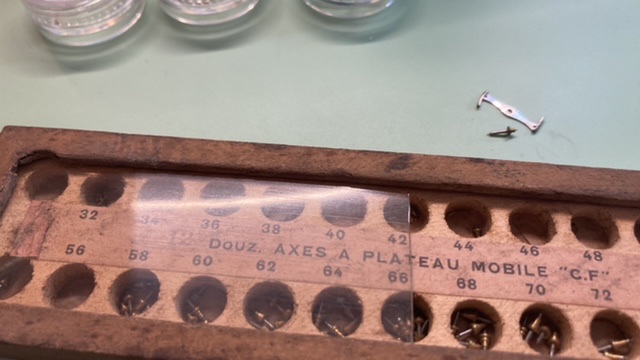 32 34 36 38 40 42 44 46 48
DOUZ. AXES A PLATEAU MOBILE "C.F"
56 58 60 62 64 66 68 70 72